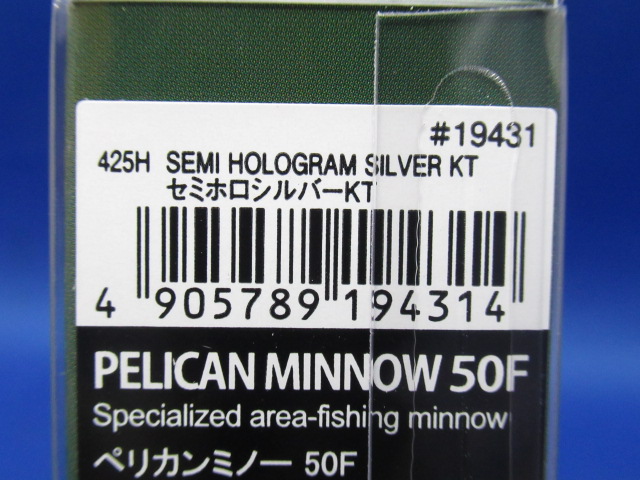 #19431
425H SEMI HOLOGRAM SILVER KT
セミホロシルバーKT
4 905789 194314
PELICAN MINNOW 50F
Specialized area-fishing minnow
ペリカンミノー 50F